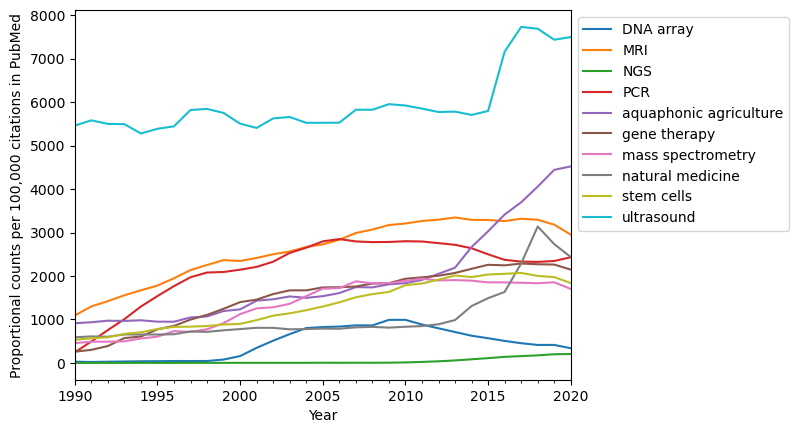 Proportional counts per 100,000 citations in PubMed
8000
7000
6000
5000
4000
3000
2000
1000
0
1990
1995
2000
2005
2010
2015
2020
Year
DNA array
MRI
NGS
PCR
aquaphonic agriculture
gene therapy
mass spectrometry
natural medicine
stem cells
ultrasound